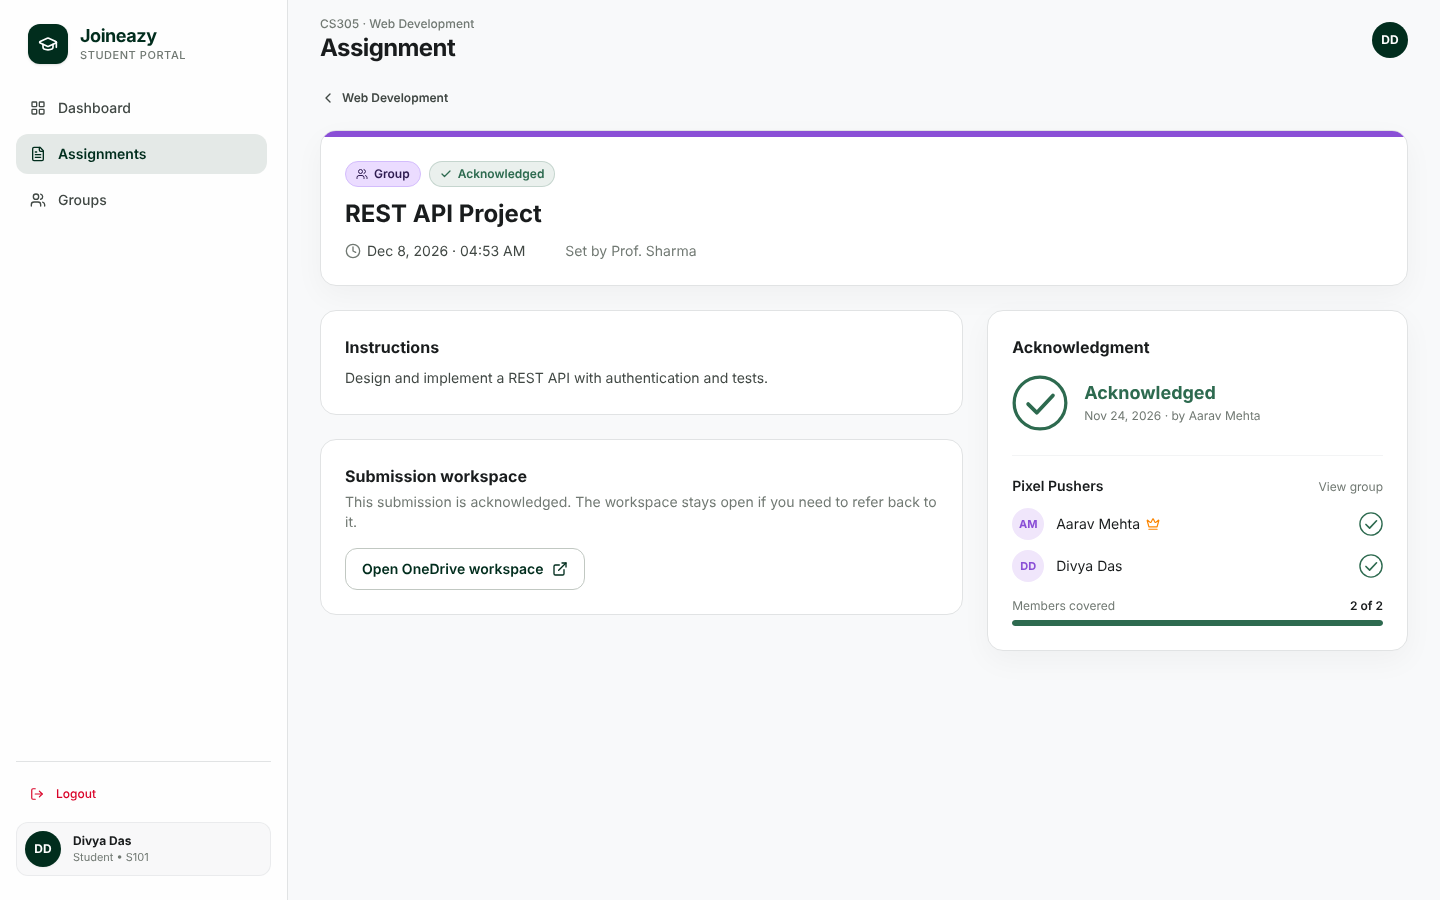 Joineazy
STUDENT PORTAL
Dashboard
Assignments
Groups
Logout
DD
Divya Das
Student • S101
CS305 · Web Development
Assignment
DD
Web Development
Group
Acknowledged
REST API Project
Dec 8, 2026 · 04:53 AM
Set by Prof. Sharma
Instructions
Design and implement a REST API with authentication and tests.
Submission workspace
This submission is acknowledged. The workspace stays open if you need to refer back to
it.
Open OneDrive workspace
Acknowledgment
Acknowledged
Nov 24, 2026 · by Aarav Mehta
Pixel Pushers
View group
AM
Aarav Mehta
DD
Divya Das
Members covered
2 of 2